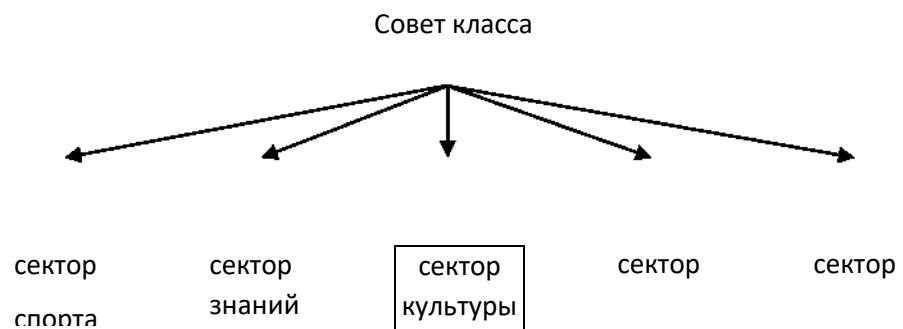 Совет класса
сектор сектор сектор сектор сектор
спорта знаний культуры